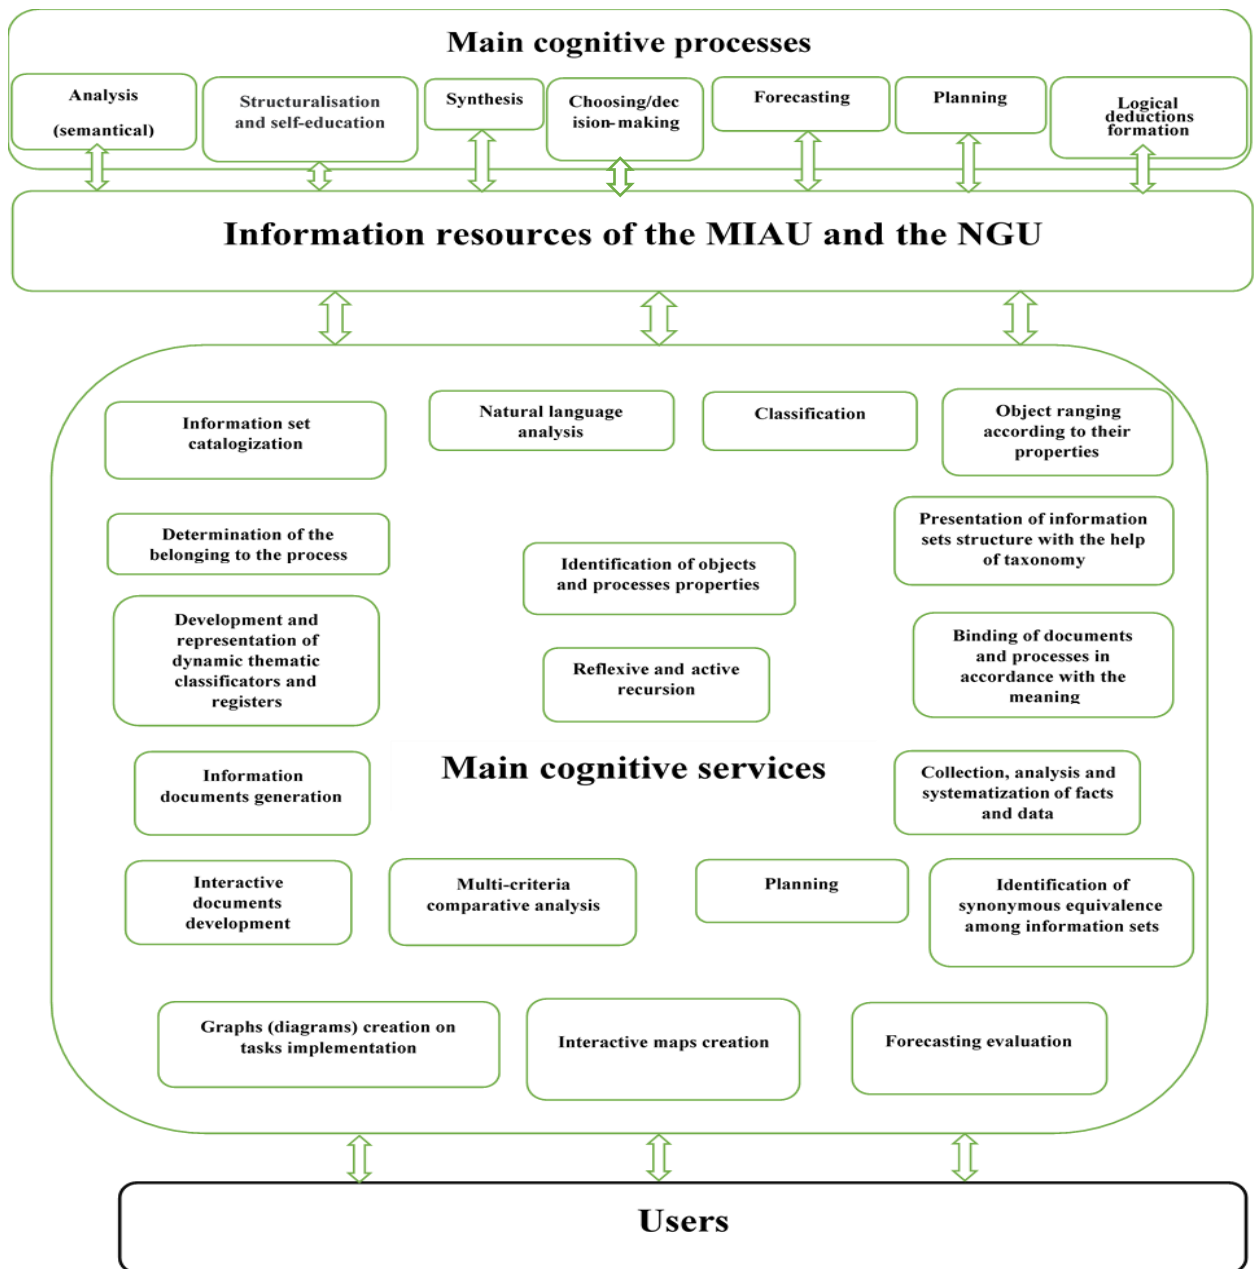 Main cognitive processes
Analysis
(semantical)
Structuralisation
and self-education
Synthesis
Choosing/dec
ision-making
Forecasting
Planning
Logical
deductions
formation
Information resources of the MIAU and the NGU
Information set
catalogization
Natural language
analysis
Classification
Object ranging
according to their
properties
Determination of the
belonging to the process
Identification of objects
and processes properties
Presentation of information
sets structure with the help
of taxonomy
Development and
representation of
dynamic thematic
classificators and
registers
Reflexive and active
recursion
Binding of documents
and processes in
accordance with the
meaning
Information
documents generation
Main cognitive services
Collection, analysis and
systematization of facts
and data
Interactive
documents
development
Multi-criteria
comparative analysis
Planning
Identification of
synonymous equivalence
among information sets
Graphs (diagrams) creation on
tasks implementation
Interactive maps creation
Forecasting evaluation
Users